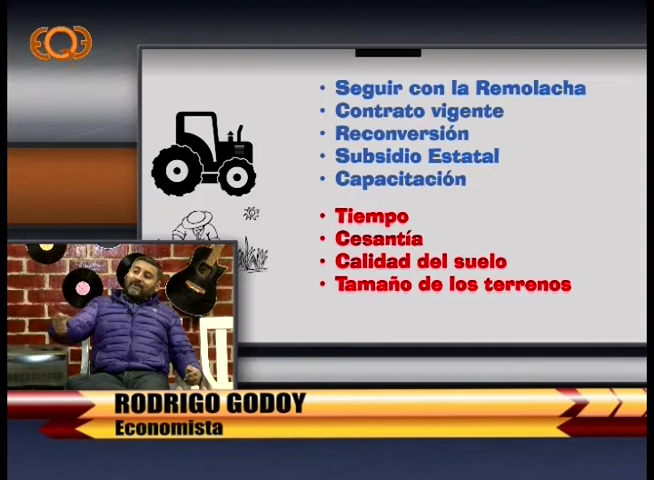 EQE
• Seguir con la Remolacha
• Contrato vigente
• Reconversión
• Subsidio Estatal
• Capacitación
• Tiempo
• Cesantía
• Calidad del suelo
• Tamaño de los terrenos
RODRIGO GODOY
Economista